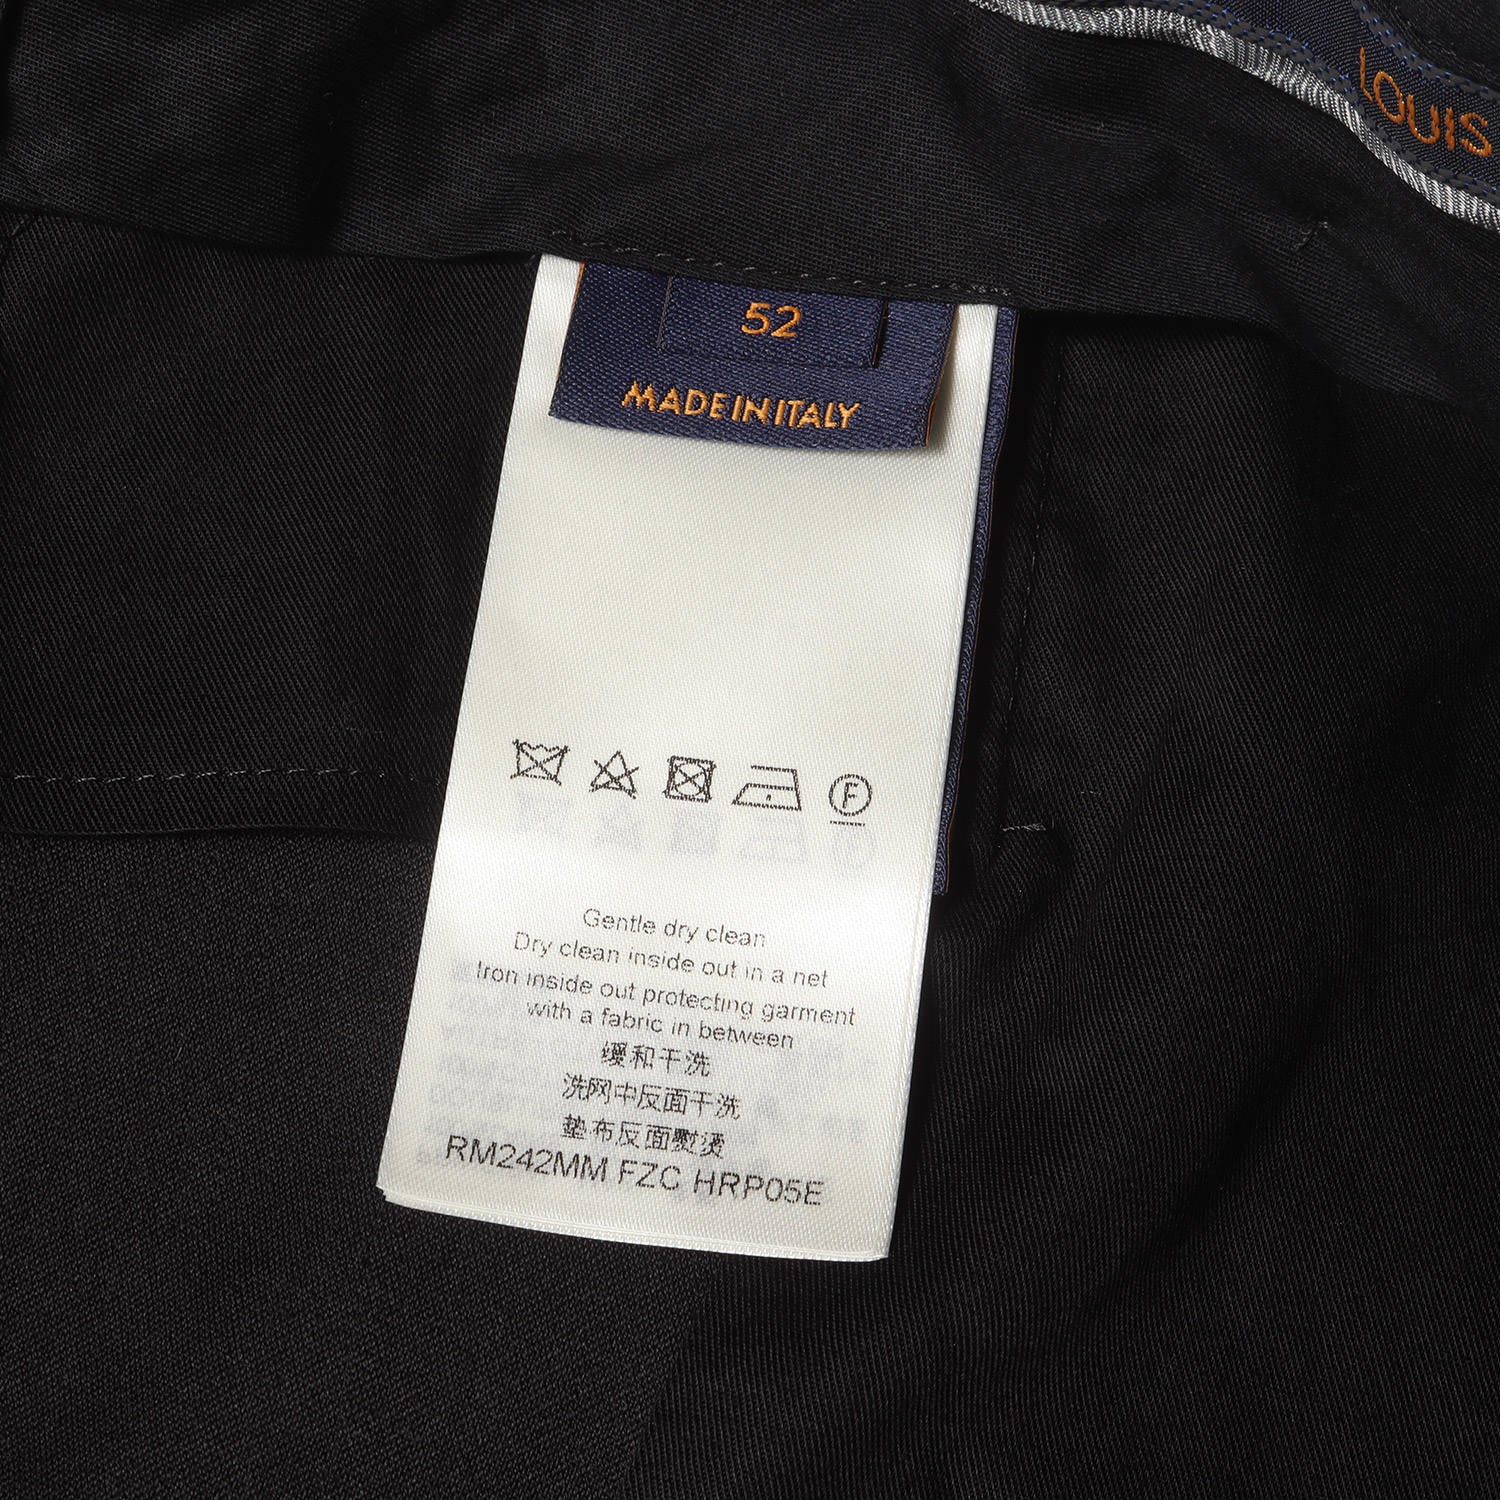 LOUIS
52
MADE IN ITALY
F
Gentle dry clean
Dry clean inside out in a net
Iron inside out protecting garment
with a fabric in between
缓和干洗
洗网中反面干洗
垫布反面熨烫
RM242MM FZC HRP05E